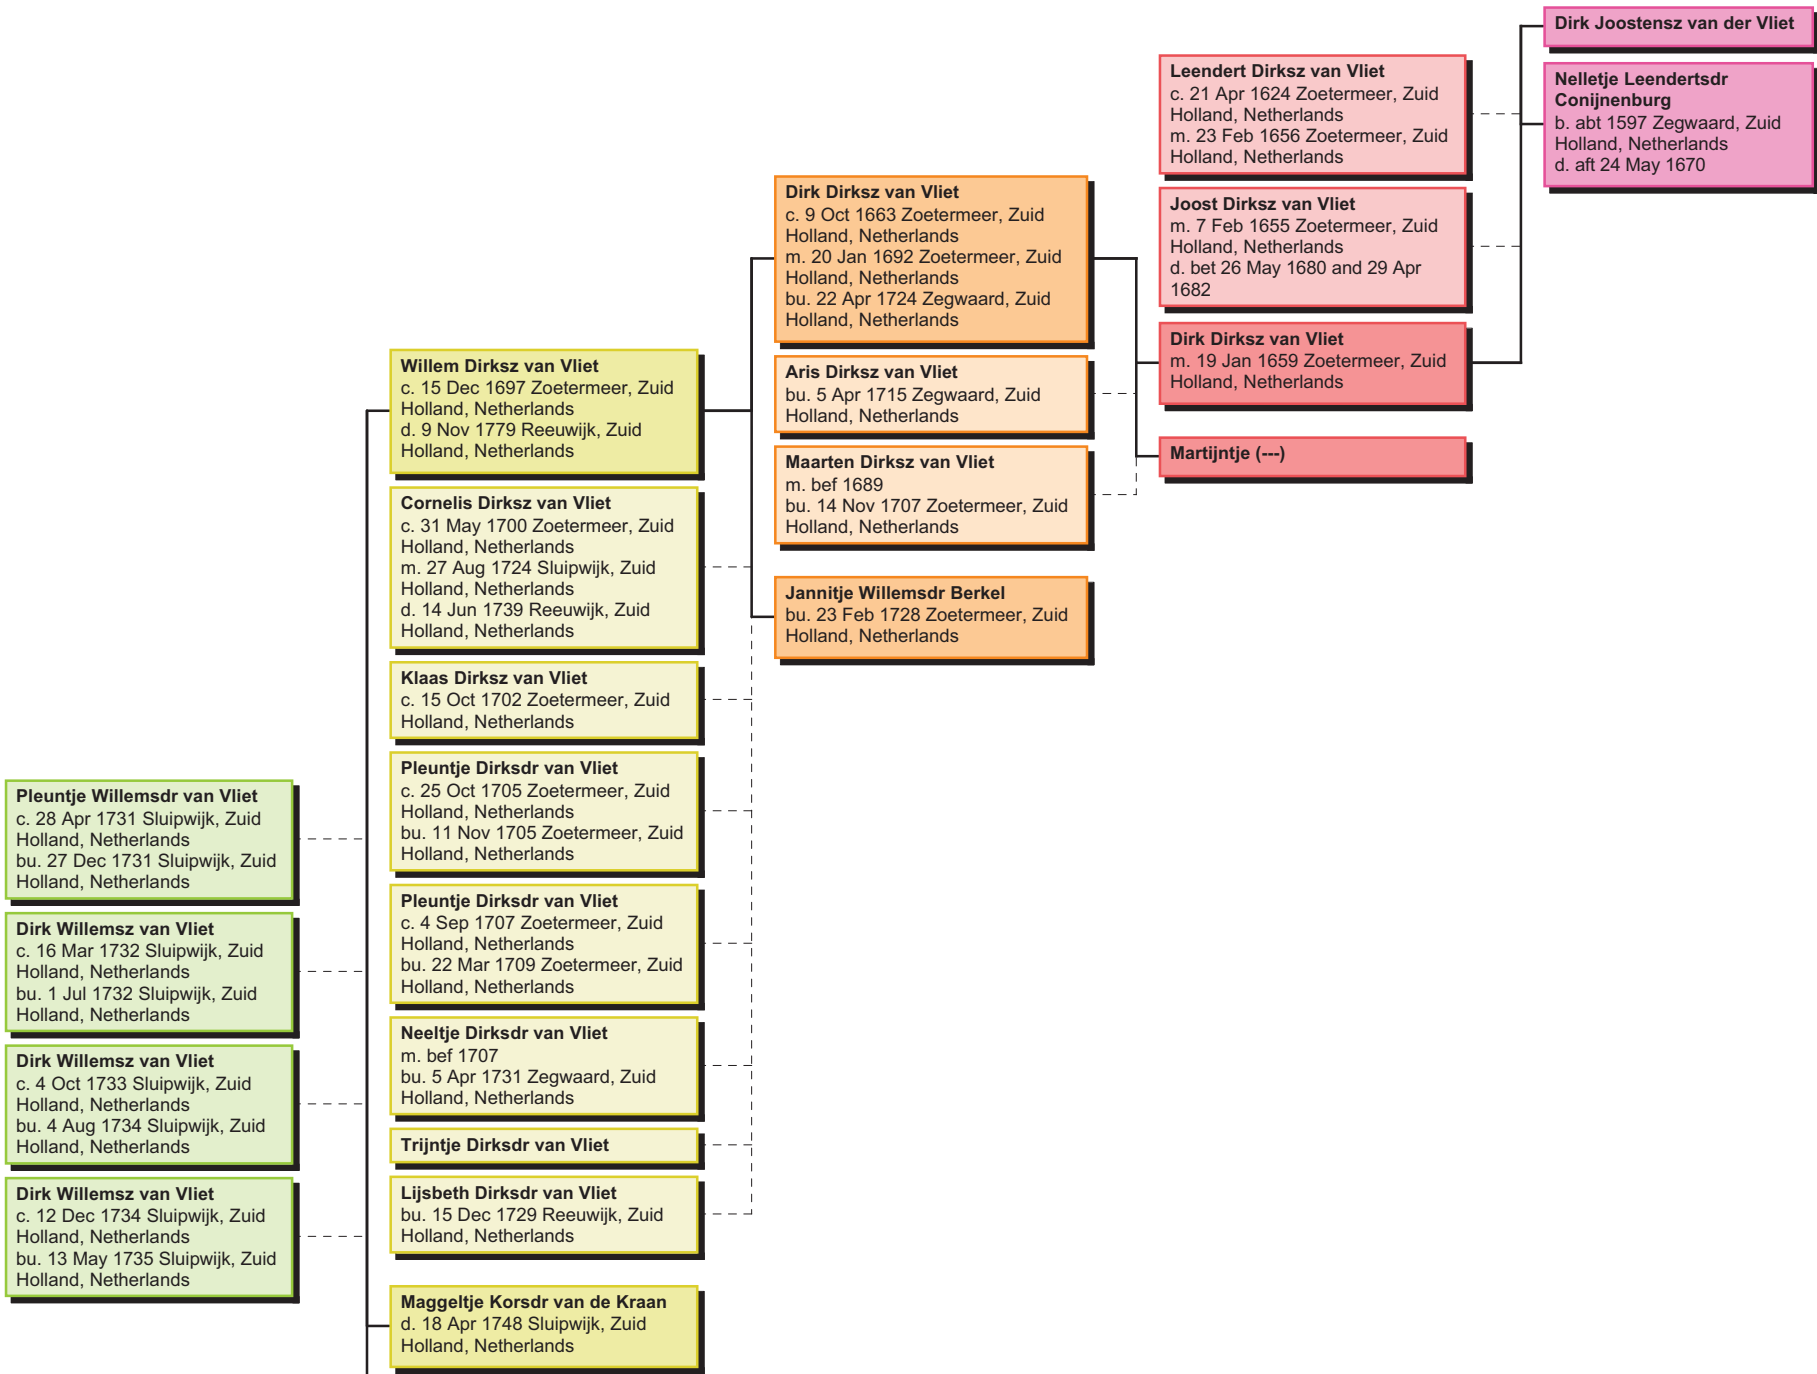 Dirk Joostensz van der Vliet
Nelletje Leendertsdr
Conijnenburg
b. abt 1597 Zegwaard, Zuid
Holland, Netherlands
d. aft 24 May 1670
Leendert Dirksz van Vliet
c. 21 Apr 1624 Zoetermeer, Zuid
Holland, Netherlands
m. 23 Feb 1656 Zoetermeer, Zuid
Holland, Netherlands
Joost Dirksz van Vliet
m. 7 Feb 1655 Zoetermeer, Zuid
Holland, Netherlands
d. bet 26 May 1680 and 29 Apr
1682
Dirk Dirksz van Vliet
m. 19 Jan 1659 Zoetermeer, Zuid
Holland, Netherlands
Martijntje (---)
Dirk Dirksz van Vliet
c. 9 Oct 1663 Zoetermeer, Zuid
Holland, Netherlands
m. 20 Jan 1692 Zoetermeer, Zuid
Holland, Netherlands
bu. 22 Apr 1724 Zegwaard, Zuid
Holland, Netherlands
Aris Dirksz van Vliet
bu. 5 Apr 1715 Zegwaard, Zuid
Holland, Netherlands
Maarten Dirksz van Vliet
m. bef 1689
bu. 14 Nov 1707 Zoetermeer, Zuid
Holland, Netherlands
Jannitje Willemsdr Berkel
bu. 23 Feb 1728 Zoetermeer, Zuid
Holland, Netherlands
Willem Dirksz van Vliet
c. 15 Dec 1697 Zoetermeer, Zuid
Holland, Netherlands
d. 9 Nov 1779 Reeuwijk, Zuid
Holland, Netherlands
Cornelis Dirksz van Vliet
c. 31 May 1700 Zoetermeer, Zuid
Holland, Netherlands
m. 27 Aug 1724 Sluipwijk, Zuid
Holland, Netherlands
d. 14 Jun 1739 Reeuwijk, Zuid
Holland, Netherlands
Klaas Dirksz van Vliet
c. 15 Oct 1702 Zoetermeer, Zuid
Holland, Netherlands
Pleuntje Dirksdr van Vliet
c. 25 Oct 1705 Zoetermeer, Zuid
Holland, Netherlands
bu. 11 Nov 1705 Zoetermeer, Zuid
Holland, Netherlands
Pleuntje Dirksdr van Vliet
c. 4 Sep 1707 Zoetermeer, Zuid
Holland, Netherlands
bu. 22 Mar 1709 Zoetermeer, Zuid
Holland, Netherlands
Neeltje Dirksdr van Vliet
m. bef 1707
bu. 5 Apr 1731 Zegwaard, Zuid
Holland, Netherlands
Trijntje Dirksdr van Vliet
Lijsbeth Dirksdr van Vliet
bu. 15 Dec 1729 Reeuwijk, Zuid
Holland, Netherlands
Maggeltje Korsdr van de Kraan
d. 18 Apr 1748 Sluipwijk, Zuid
Holland, Netherlands
Pleuntje Willemsdr van Vliet
c. 28 Apr 1731 Sluipwijk, Zuid
Holland, Netherlands
bu. 27 Dec 1731 Sluipwijk, Zuid
Holland, Netherlands
Dirk Willemsz van Vliet
c. 16 Mar 1732 Sluipwijk, Zuid
Holland, Netherlands
bu. 1 Jul 1732 Sluipwijk, Zuid
Holland, Netherlands
Dirk Willemsz van Vliet
c. 4 Oct 1733 Sluipwijk, Zuid
Holland, Netherlands
bu. 4 Aug 1734 Sluipwijk, Zuid
Holland, Netherlands
Dirk Willemsz van Vliet
c. 12 Dec 1734 Sluipwijk, Zuid
Holland, Netherlands
bu. 13 May 1735 Sluipwijk, Zuid
Holland, Netherlands